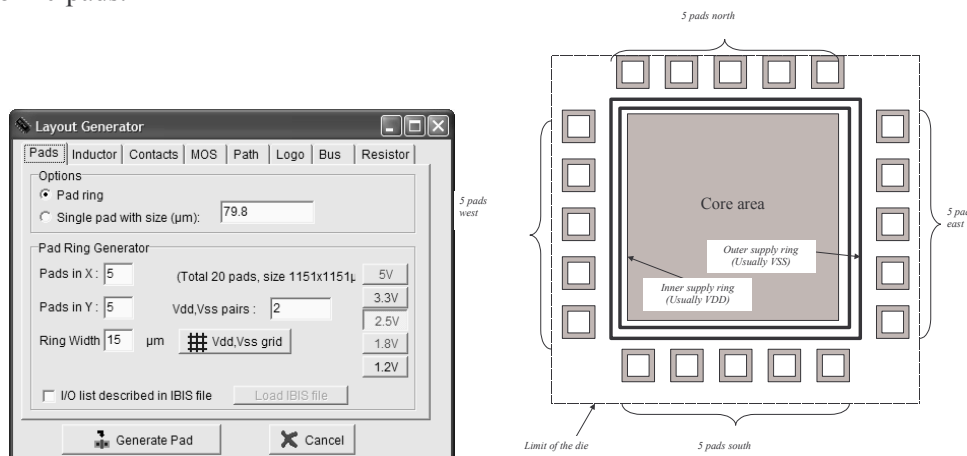 5 pads north
Layout Generator
Pads Inductor Contacts MOS Path Logo Bus Resistor
Options
Pad ring
Single pad with size (µm): 79.8
Pad Ring Generator
Pads in X : 5 (Total 20 pads, size 1151x1151µ 5V
3.3V
Pads in Y : 5 Vdd,Vss pairs : 2
2.5V
Ring Width 15 µm Vdd,Vss grid 1.8V
1.2V
I/O list described in IBIS file Load IBIS file
Generate Pad Cancel
5 pads
west
Core area
Outer supply ring
(Usually VSS)
Inner supply ring
(Usually VDD)
5 pad
east
Limit of the die
5 pads south